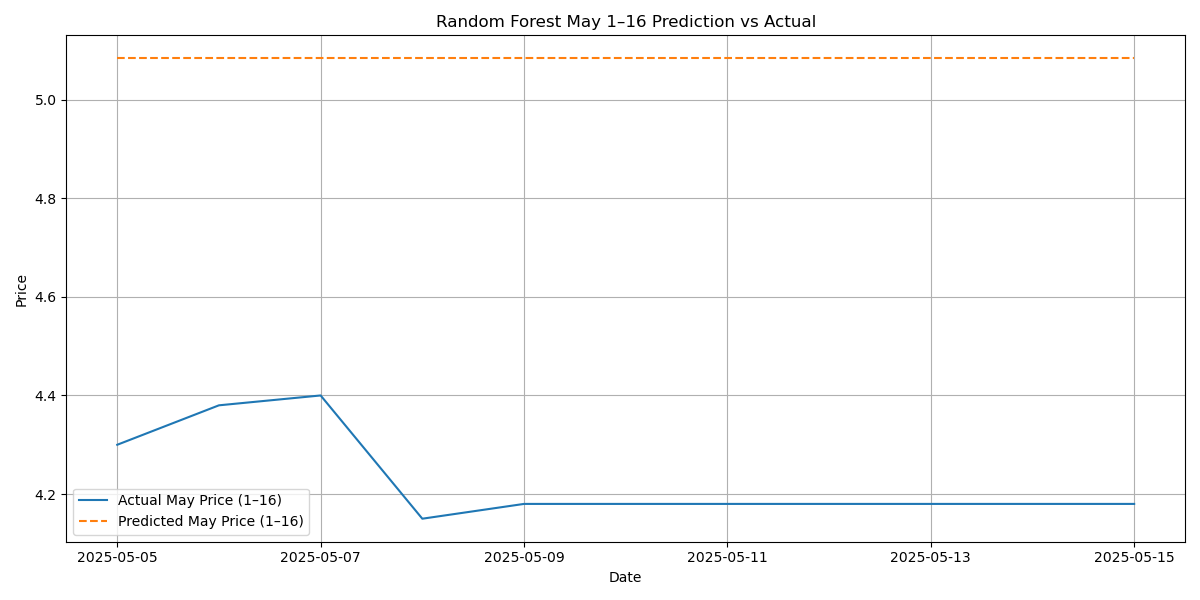 Random Forest May 1–16 Prediction vs Actual
Price
5.0
4.8
4.6
4.4
4.2
Actual May Price (1–16)
Predicted May Price (1–16)
2025-05-05
2025-05-07
2025-05-09
2025-05-11
2025-05-13
2025-05-15
Date